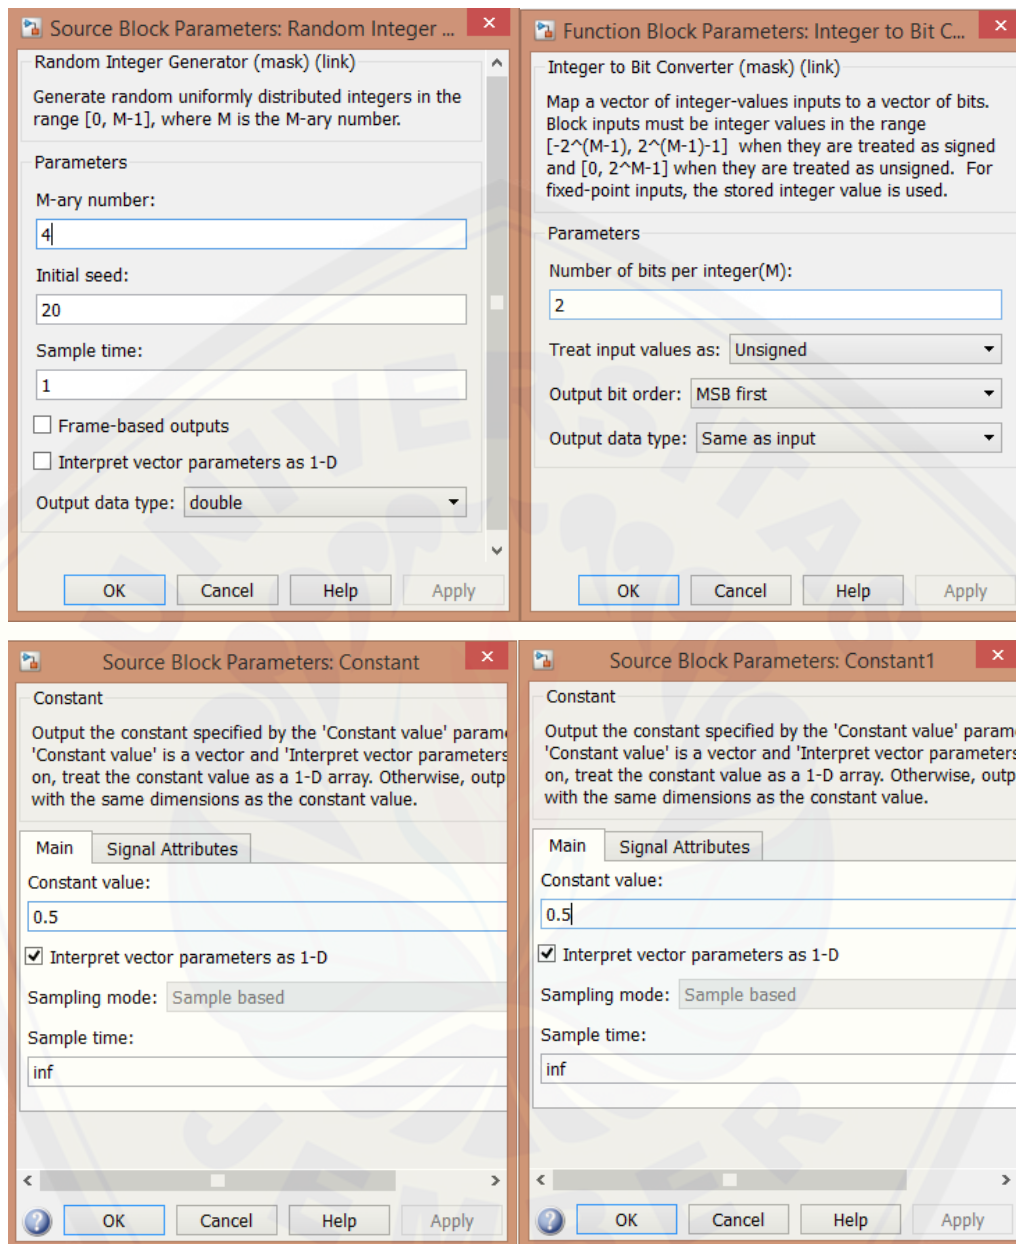 Source Block Parameters: Random Integer ...
Random Integer Generator (mask) (link)
Generate random uniformly distributed integers in the
range [0, M-1], where M is the M-ary number.
Parameters
M-ary number:
4
Initial seed:
20
Sample time:
1
Frame-based outputs
Interpret vector parameters as 1-D
Output data type: double
OK Cancel Help Apply
Function Block Parameters: Integer to Bit C...
Integer to Bit Converter (mask) (link)
Map a vector of integer-values inputs to a vector of bits.
Block inputs must be integer values in the range
[-2^(M-1), 2^(M-1)-1] when they are treated as signed
and [0, 2^M-1] when they are treated as unsigned. For
fixed-point inputs, the stored integer value is used.
Parameters
Number of bits per integer(M):
2
Treat input values as: Unsigned
Output bit order: MSB first
Output data type: Same as input
OK Cancel Help Apply
Source Block Parameters: Constant
Constant
Output the constant specified by the 'Constant value' param
'Constant value' is a vector and 'Interpret vector parameters
on, treat the constant value as a 1-D array. Otherwise, outp
with the same dimensions as the constant value.
Main Signal Attributes
Constant value:
0.5
Interpret vector parameters as 1-D
Sampling mode: Sample based
Sample time:
inf
OK Cancel Help Apply
Source Block Parameters: Constant1
Constant
Output the constant specified by the 'Constant value' param
'Constant value' is a vector and 'Interpret vector parameters
on, treat the constant value as a 1-D array. Otherwise, outp
with the same dimensions as the constant value.
Main Signal Attributes
Constant value:
0.5
Interpret vector parameters as 1-D
Sampling mode: Sample based
Sample time:
inf
OK Cancel Help Apply
UNIVERSITAS
JEMBER